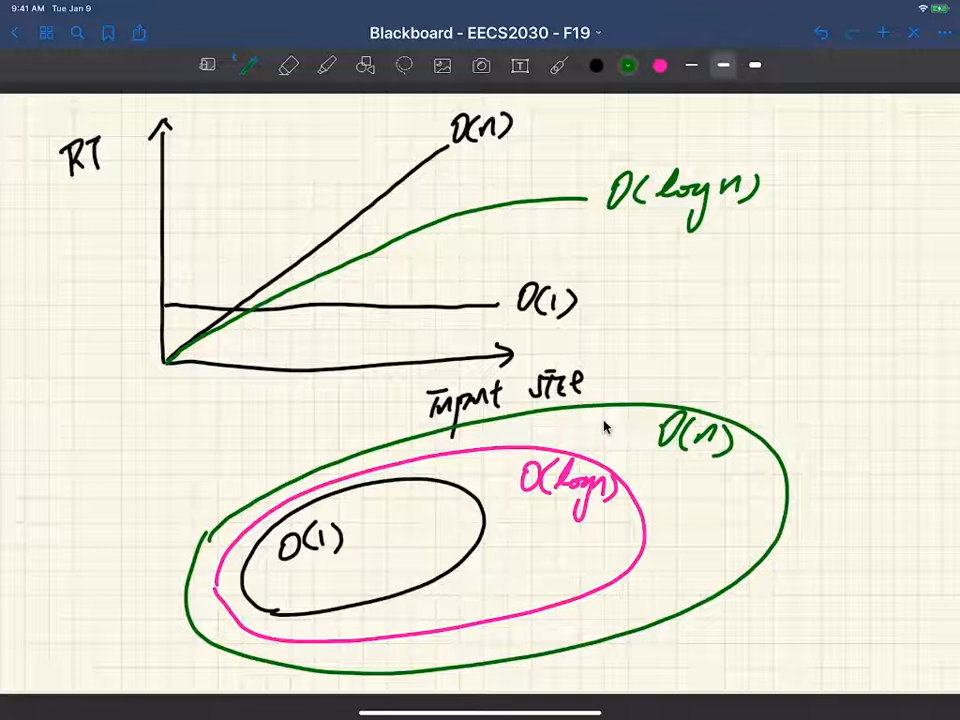 9:41 AM Tue Jan 9
Blackboard - EECS2030 - F19
T
RT
O(n)
O(log n)
O(1)
Input size
O(n)
O(log n)
O(1)